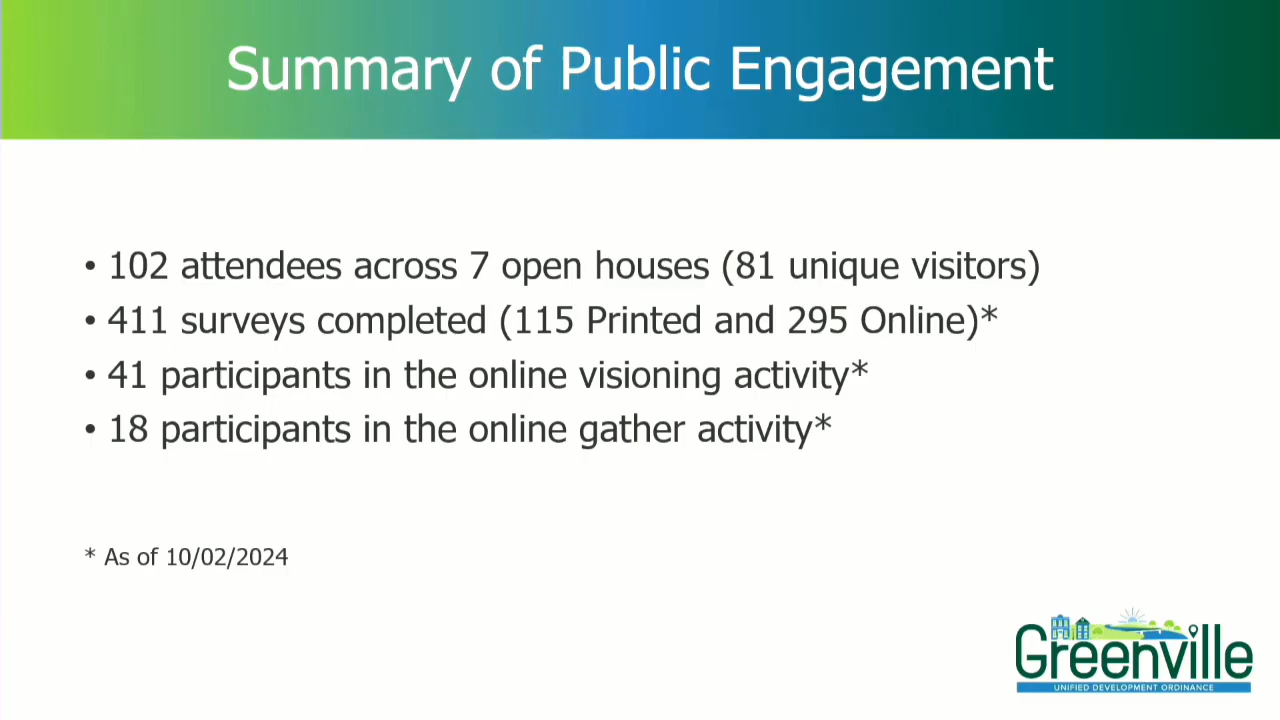 Summary of Public Engagement
• 102 attendees across 7 open houses (81 unique visitors)
• 411 surveys completed (115 Printed and 295 Online)*
• 41 participants in the online visioning activity*
• 18 participants in the online gather activity*
* As of 10/02/2024
Greenville
UNIFIED DEVELOPMENT ORDINANCE